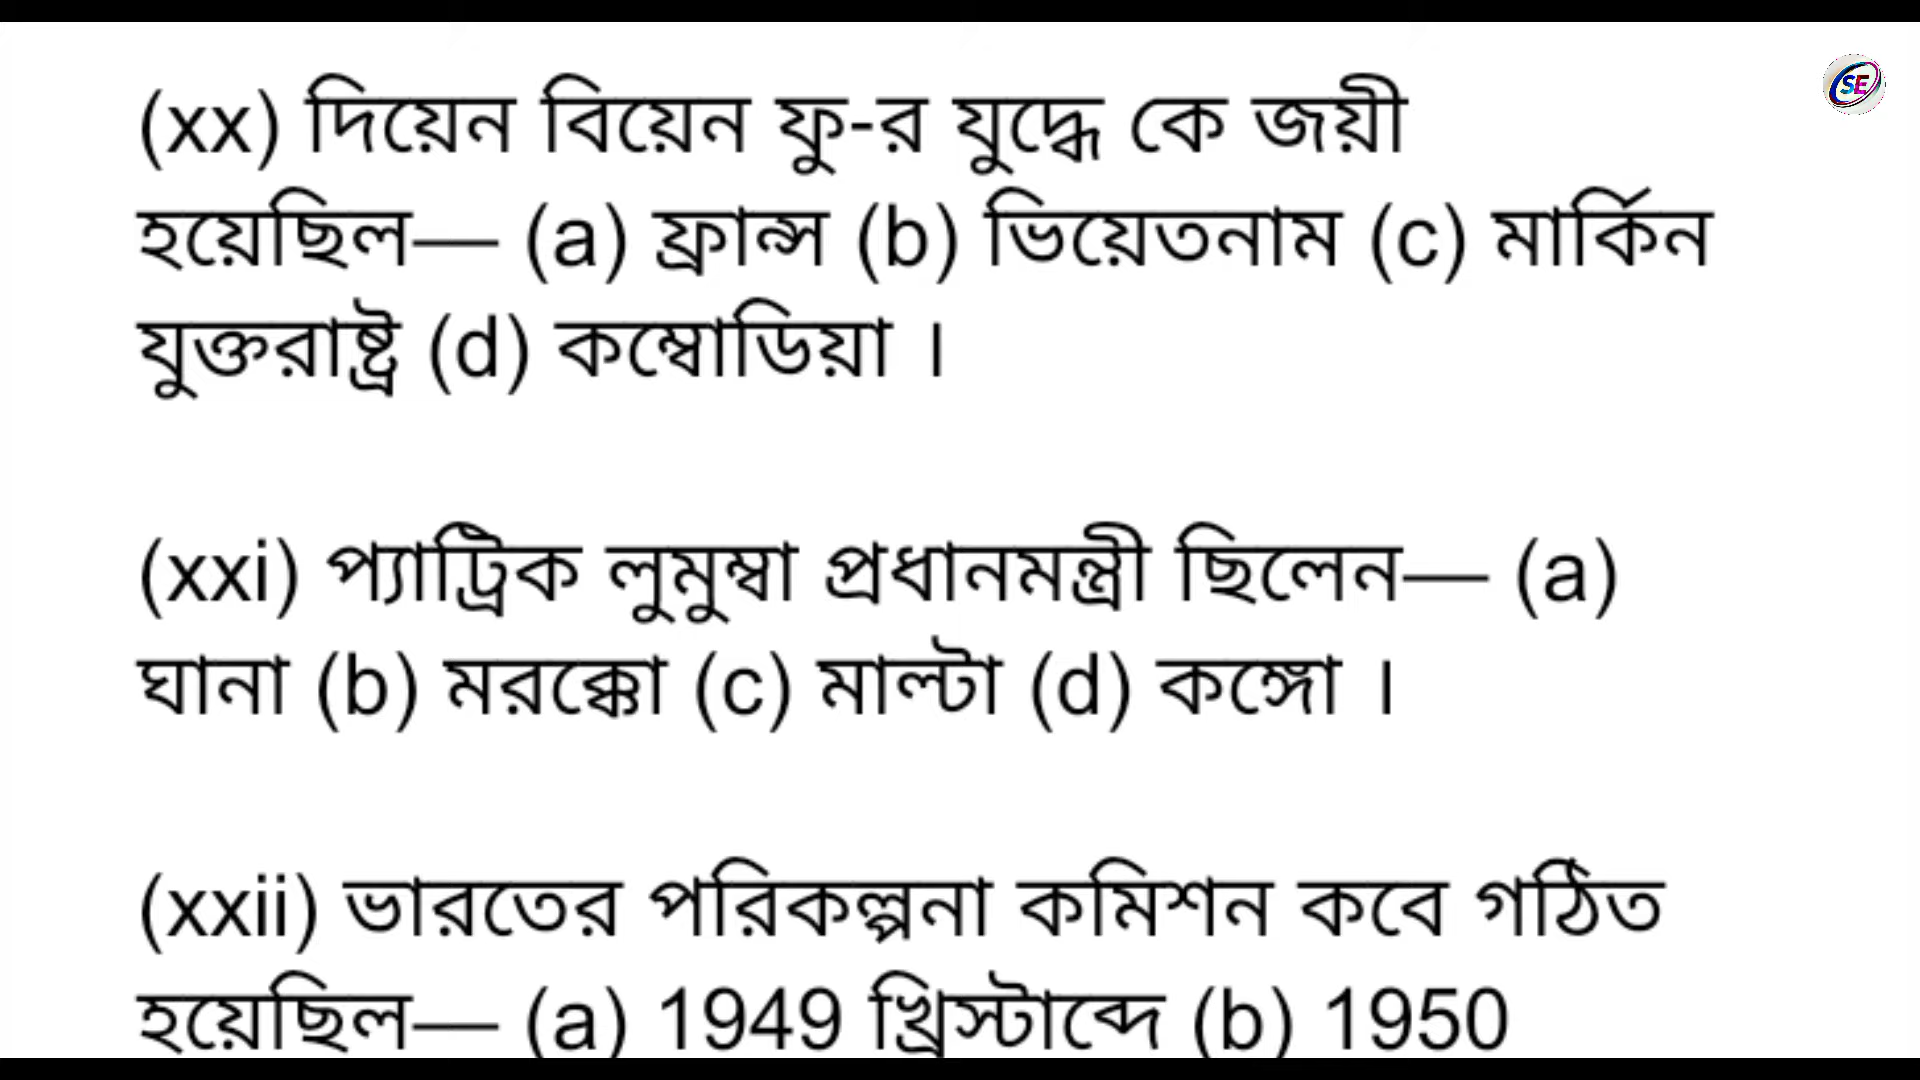 (xx) দিয়েন বিয়েন ফু-র যুদ্ধে কে জয়ী
হয়েছিল— (a) ফ্রান্স (b) ভিয়েতনাম (c) মার্কিন
যুক্তরাষ্ট্র (d) কম্বোডিয়া ।
(xxi) প্যাট্রিক লুমুম্বা প্রধানমন্ত্রী ছিলেন— (a)
ঘানা (b) মরক্কো (c) মাল্টা (d) কঙ্গো ।
(xxii) ভারতের পরিকল্পনা কমিশন কবে গঠিত
হয়েছিল— (a) 1949 খ্রিস্টাব্দে (b) 1950
SE